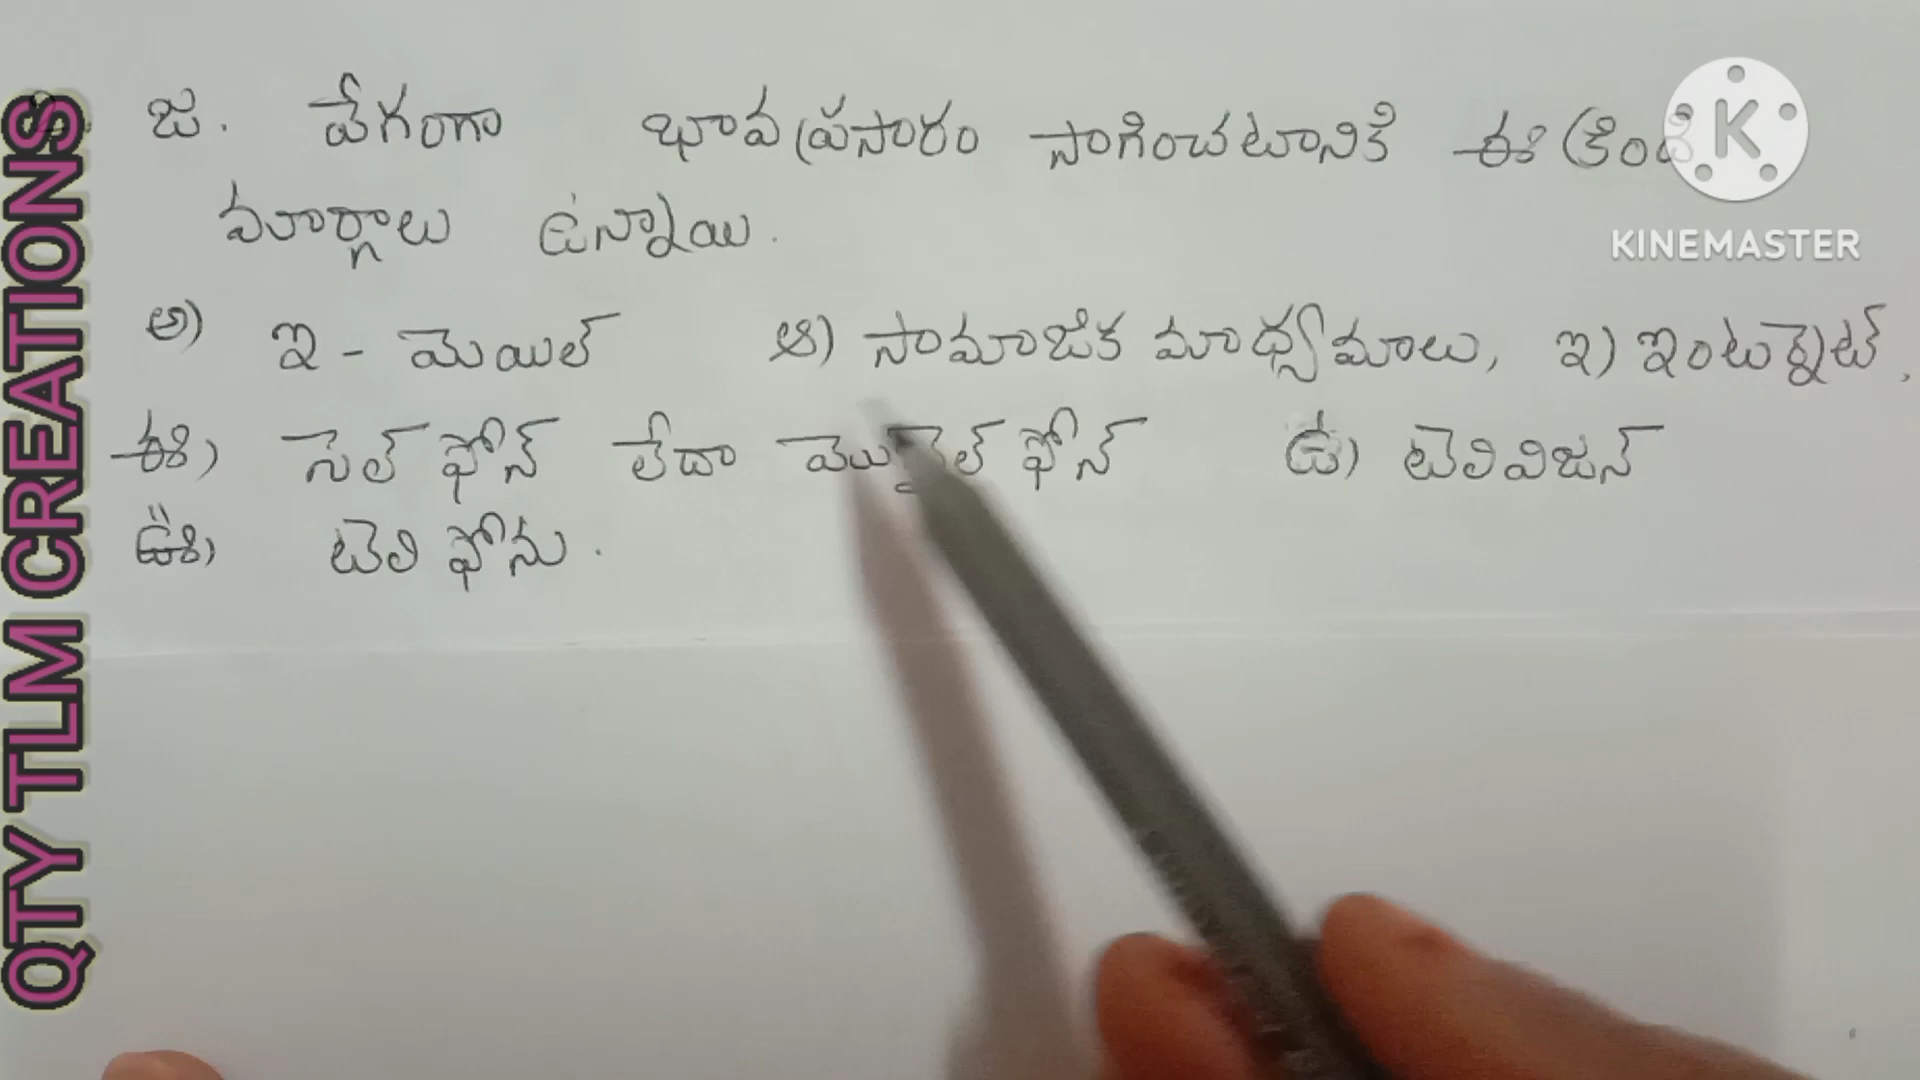 జ. వేగంగా భావప్రసారం సాగించటానికి ఈ క్రింది
మార్గాలు ఉన్నాయి.
అ) ఇ - మెయిల్ ఆ) సామాజిక మాధ్యమాలు, ఇ) ఇంటర్నెట్,
ఈ) సెల్ ఫోన్ లేదా మొబైల్ ఫోన్ ఉ) టెలివిజన్
ఊ) టెలి ఫోను.
QTY TLM CREATIONS
K
KINEMASTER